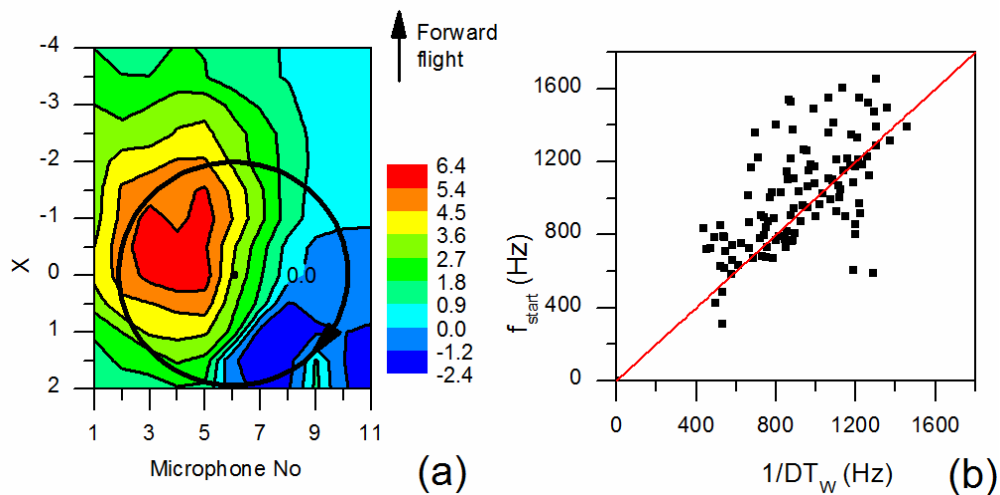 Forward
flight
-4
-3
-2
-1
0
1
2
X
1 3 5 7 9 11
Microphone No
0.0
6.4
5.4
4.5
3.6
2.7
1.8
0.9
0.0
-1.2
-2.4
(a)
1600
1200
800
400
0
f_start (Hz)
0 400 800 1200 1600
1/DT_W (Hz)
(b)